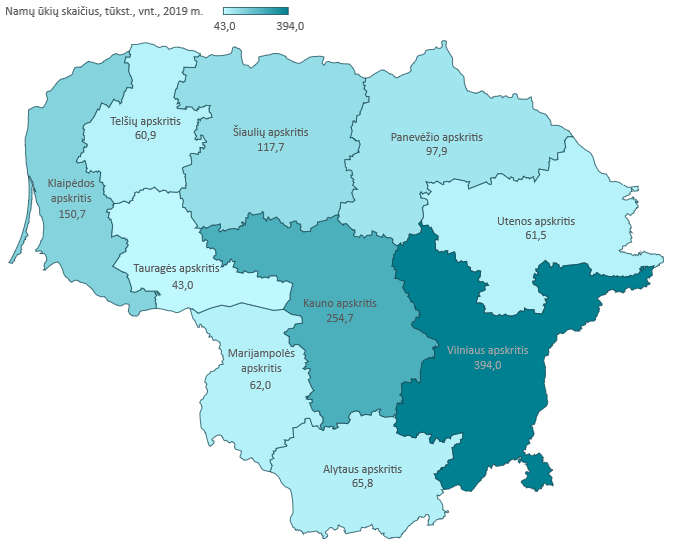 Namų ūkių skaičius, tūkst., vnt., 2019 m.
43,0 394,0
Telšių apskritis
60,9
Šiaulių apskritis
117,7
Panevėžio apskritis
97,9
Klaipėdos
apskritis
150,7
Utenos apskritis
61,5
Tauragės apskritis
43,0
Kauno apskritis
254,7
Vilniaus apskritis
394,0
Marijampolės
apskritis
62,0
Alytaus apskritis
65,8